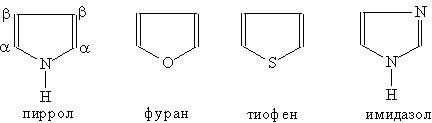 β β N
α α
N O S N
H H
пиррол фуран тиофен имидазол